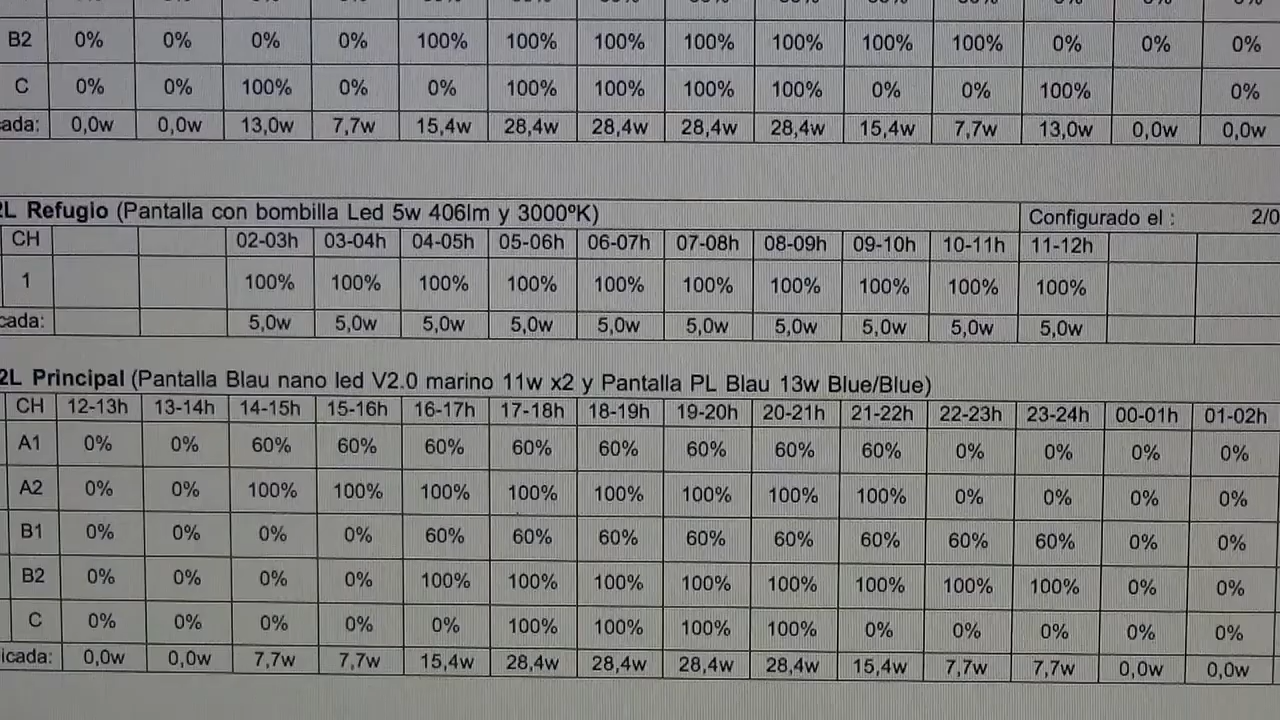 B2 0% 0% 0% 0% 100% 100% 100% 100% 100% 100% 100% 0% 0% 0%
C 0% 0% 100% 0% 0% 100% 100% 100% 100% 0% 0% 100% 0%
ada: 0,0w 0,0w 13,0w 7,7w 15,4w 28,4w 28,4w 28,4w 28,4w 15,4w 7,7w 13,0w 0,0w 0,0w
2L Refugio (Pantalla con bombilla Led 5w 406lm y 3000ºK) Configurado el : 2/0
CH 02-03h 03-04h 04-05h 05-06h 06-07h 07-08h 08-09h 09-10h 10-11h 11-12h
1 100% 100% 100% 100% 100% 100% 100% 100% 100% 100%
cada: 5,0w 5,0w 5,0w 5,0w 5,0w 5,0w 5,0w 5,0w 5,0w 5,0w
2L Principal (Pantalla Blau nano led V2.0 marino 11w x2 y Pantalla PL Blau 13w Blue/Blue)
CH 12-13h 13-14h 14-15h 15-16h 16-17h 17-18h 18-19h 19-20h 20-21h 21-22h 22-23h 23-24h 00-01h 01-02h
A1 0% 0% 60% 60% 60% 60% 60% 60% 60% 60% 0% 0% 0% 0%
A2 0% 0% 100% 100% 100% 100% 100% 100% 100% 100% 0% 0% 0% 0%
B1 0% 0% 0% 0% 60% 60% 60% 60% 60% 60% 60% 60% 0% 0%
B2 0% 0% 0% 0% 100% 100% 100% 100% 100% 100% 100% 100% 0% 0%
C 0% 0% 0% 0% 0% 100% 100% 100% 100% 0% 0% 0% 0% 0%
icada: 0,0w 0,0w 7,7w 7,7w 15,4w 28,4w 28,4w 28,4w 28,4w 15,4w 7,7w 7,7w 0,0w 0,0w